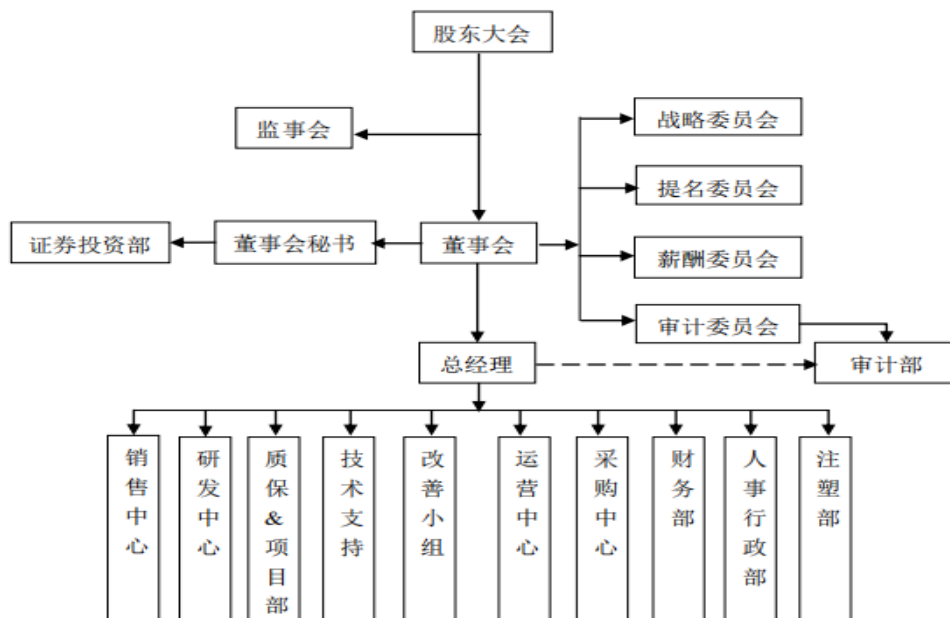 股东大会
监事会
战略委员会
提名委员会
证券投资部
董事会秘书
董事会
薪酬委员会
审计委员会
总经理
审计部
销售中心
研发中心
质保&项目部
技术支持
改善小组
运营中心
采购中心
财务部
人事行政部
注塑部